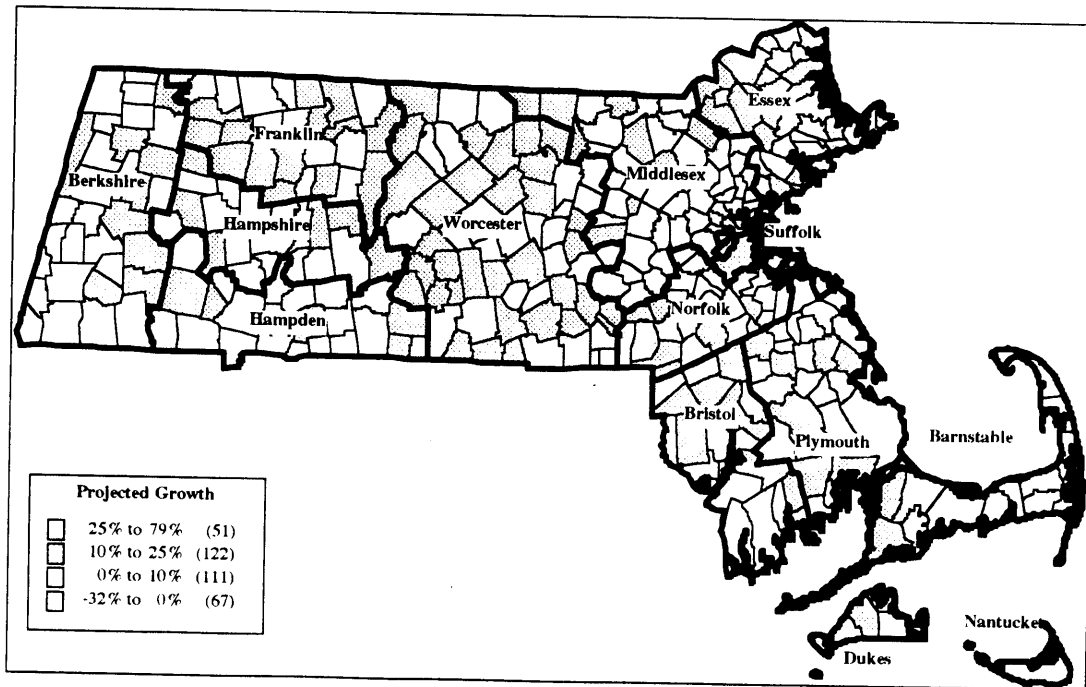 Essex
Franklin
Middlesex
Berkshire
Hampshire
Worcester
Suffolk
Norfolk
Hampden
Bristol
Plymouth
Barnstable
Projected Growth
25% to 79% (51)
10% to 25% (122)
0% to 10% (111)
-32% to 0% (67)
Nantucket
Dukes